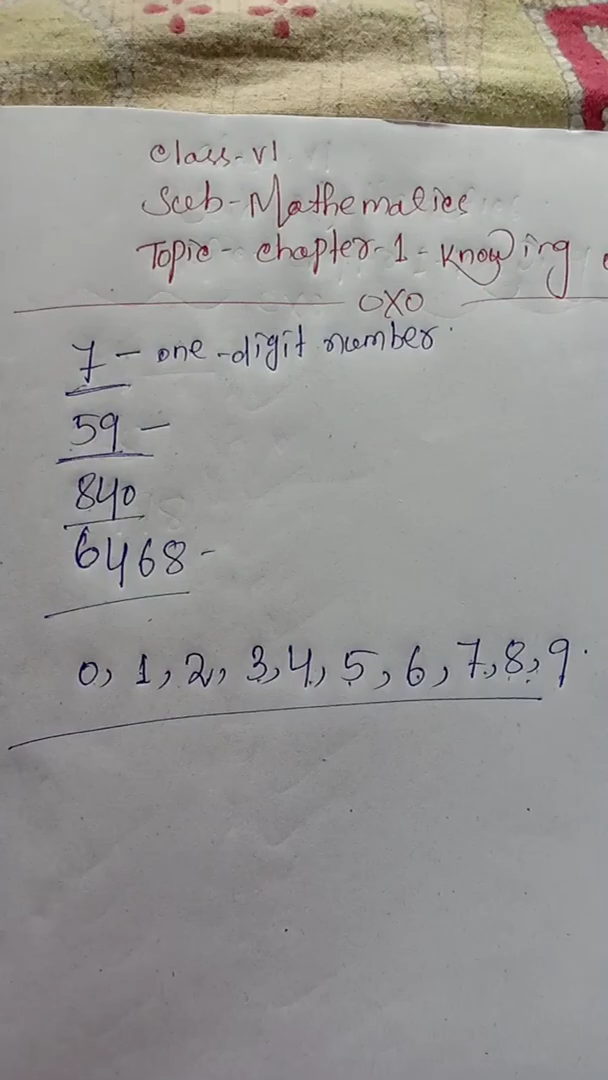 Class-VI
Sub-Mathematics
Topic- chapter-1-Knowing
OXO
7 - one-digit number.
59 -
840
6468 -
0, 1, 2, 3, 4, 5, 6, 7, 8, 9.